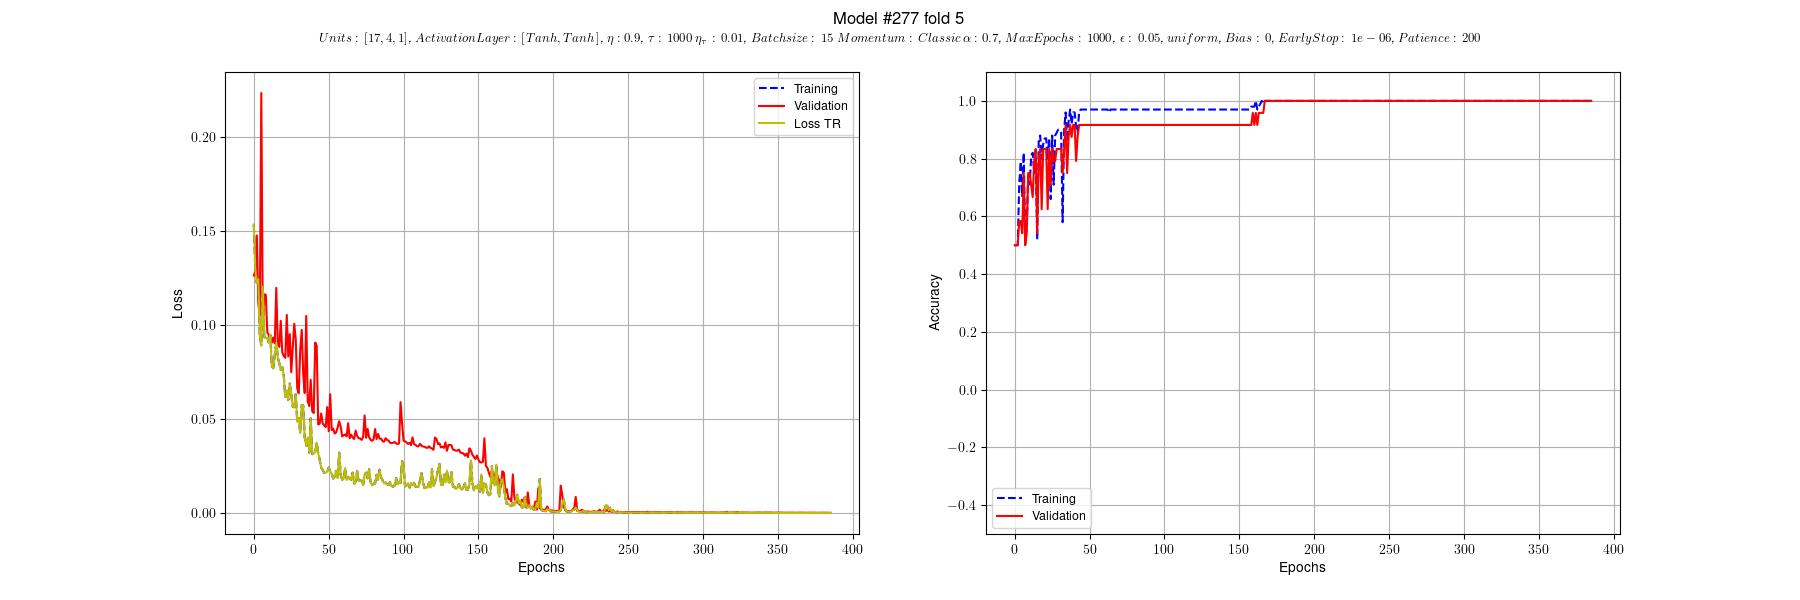 Model #277 fold 5
Units : [17, 4, 1], ActivationLayer : [Tanh, Tanh], η : 0.9, τ : 1000 η_τ : 0.01, Batchsize : 15 Momentum : Classic α : 0.7, MaxEpochs : 1000, ϵ : 0.05, uniform, Bias : 0, EarlyStop : 1e − 06, Patience : 200
Training
Validation
Loss TR
0.20
0.15
0.10
0.05
0.00
Loss
0 50 100 150 200 250 300 350 400
Epochs
1.0
0.8
0.6
0.4
0.2
0.0
−0.2
−0.4
Accuracy
Training
Validation
0 50 100 150 200 250 300 350 400
Epochs